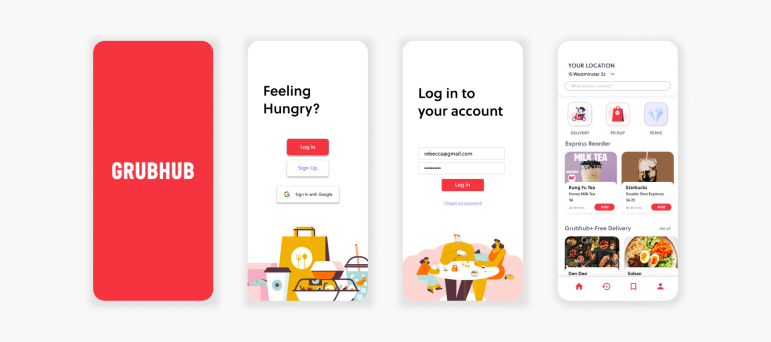 GRUBHUB
Feeling
Hungry?
Log in
Sign Up
Sign In with Google
Log in to
your account
rebecca@gmail.com
Log In
I forgot my password
YOUR LOCATION
15 Westminster St
What are you craving?
DELIVERY
PICKUP
PERKS
Express Reorder
MILK TEA
Kung Fu Tea
Honey Milk Tea
$6
Add
Starbucks
Double Shot Espresso
$6.25
Add
Grubhub+ Free Delivery
see all
Den Den
Soban